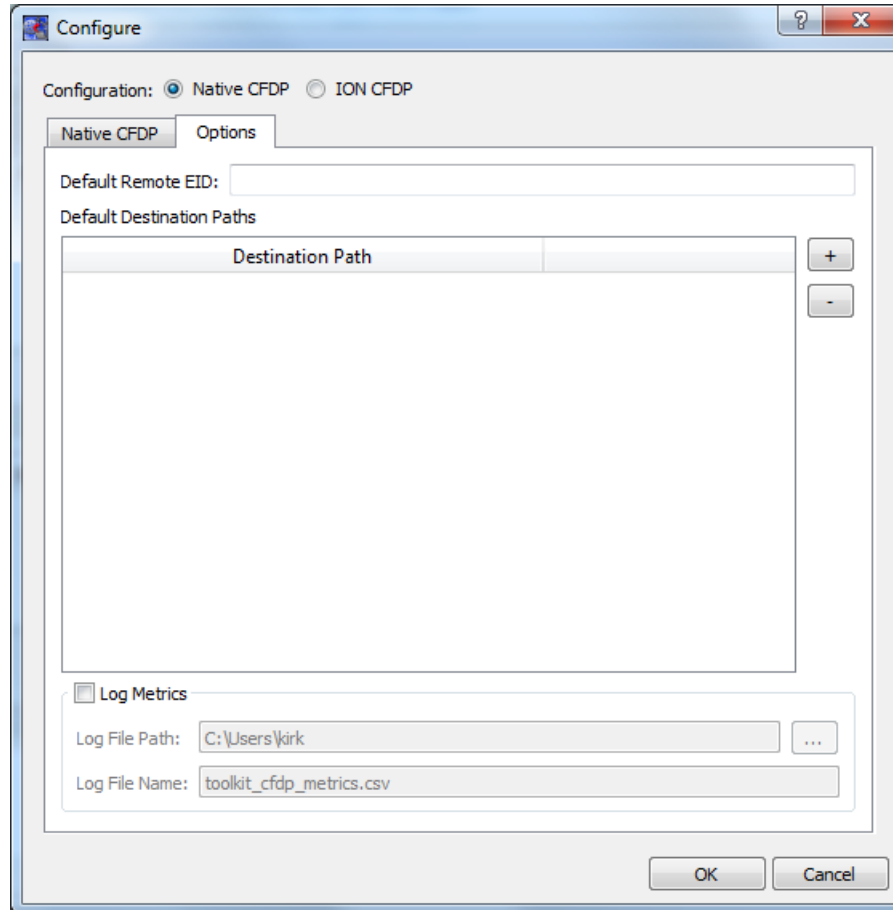 Configure
Configuration: Native CFDP ION CFDP
Native CFDP Options
Default Remote EID:
Default Destination Paths
Destination Path
+
-
Log Metrics
Log File Path: C:\Users\kirk ...
Log File Name: toolkit_cfdp_metrics.csv
OK Cancel